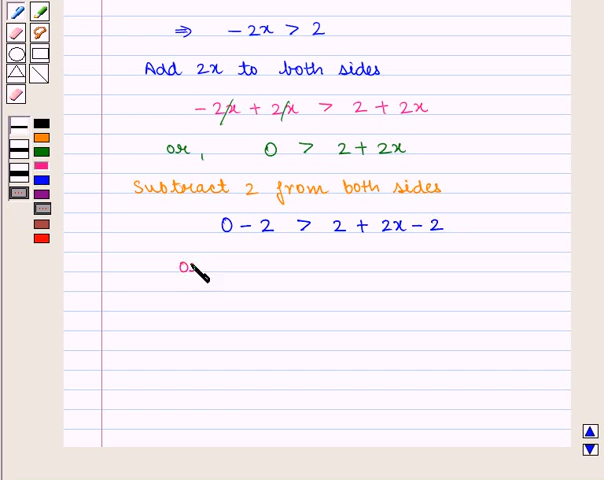 ⇒ -2x > 2
Add 2x to both sides
-2x + 2x > 2 + 2x
or, 0 > 2 + 2x
Subtract 2 from both sides
0 - 2 > 2 + 2x - 2